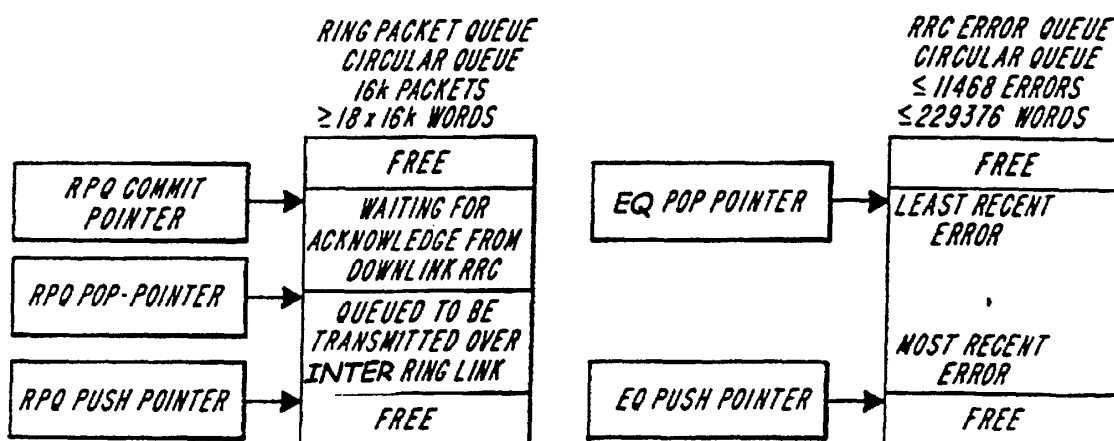 RING PACKET QUEUE
CIRCULAR QUEUE
16k PACKETS
≥18 x 16k WORDS
FREE
RPQ COMMIT
POINTER
WAITING FOR
ACKNOWLEDGE FROM
DOWNLINK RRC
RPQ POP-POINTER
QUEUED TO BE
TRANSMITTED OVER
INTER RING LINK
RPQ PUSH POINTER
FREE
RRC ERROR QUEUE
CIRCULAR QUEUE
≤ 11468 ERRORS
≤229376 WORDS
FREE
EQ POP POINTER
LEAST RECENT
ERROR
MOST RECENT
ERROR
EQ PUSH POINTER
FREE